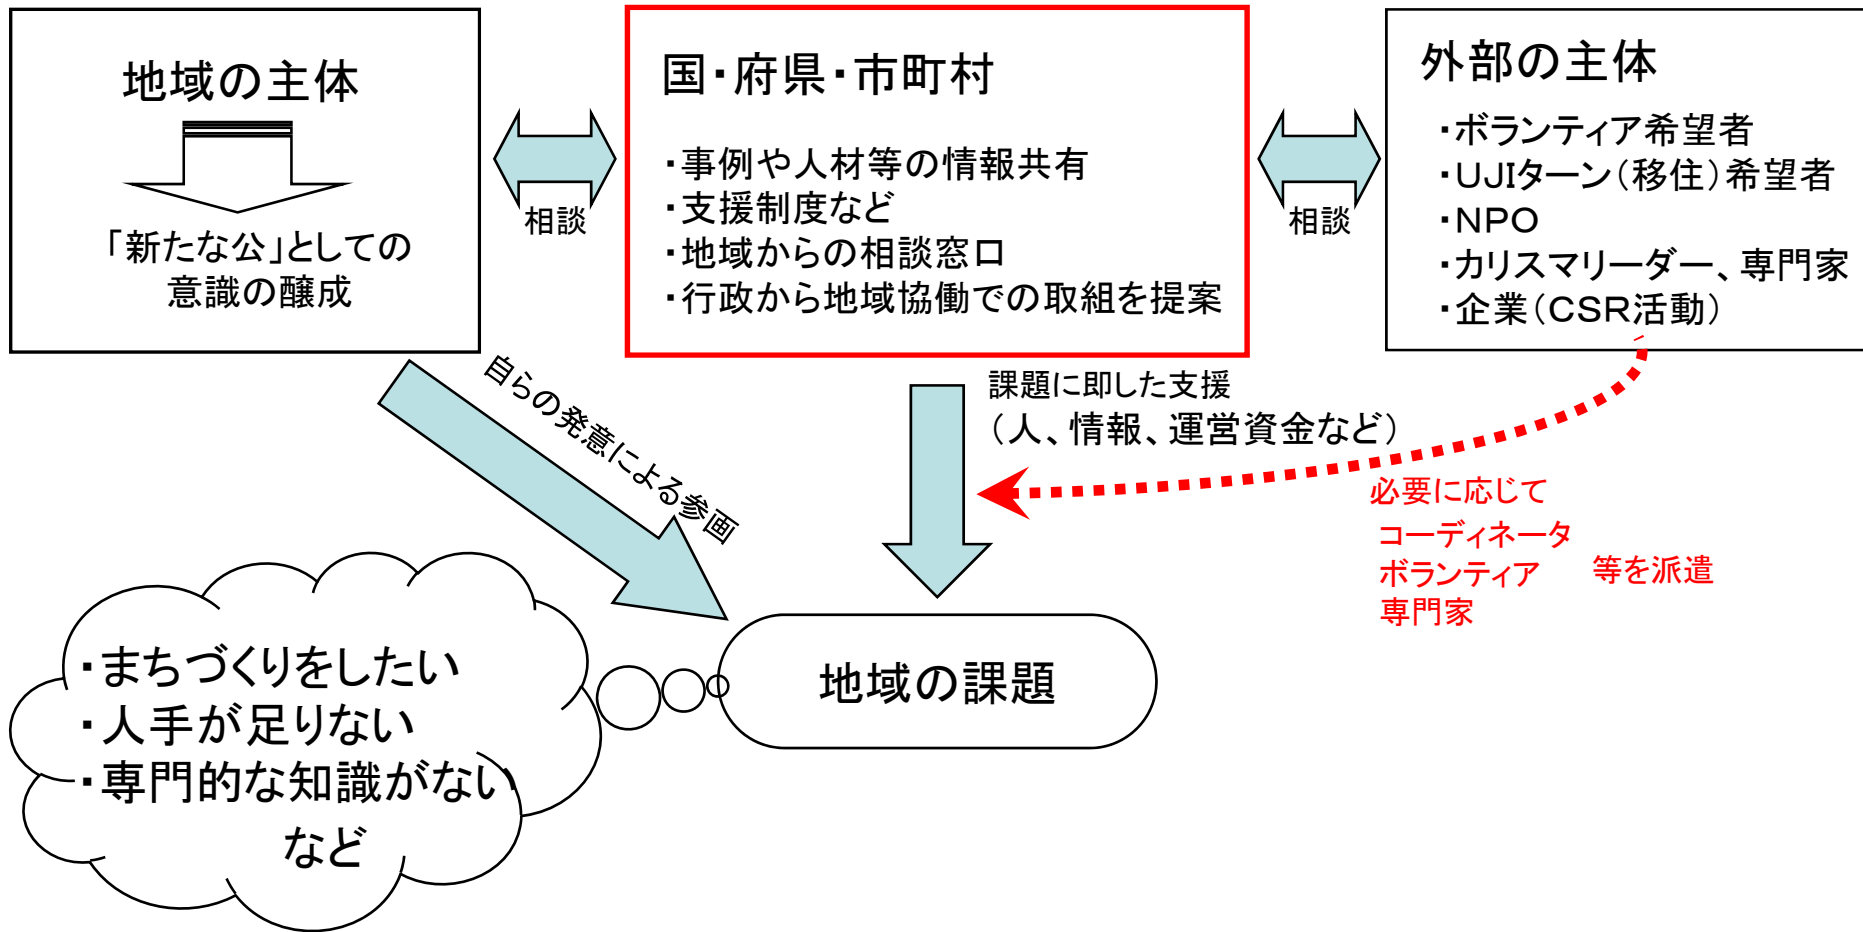 地域の主体
「新たな公」としての
意識の醸成
相談
国・府県・市町村
・事例や人材等の情報共有
・支援制度など
・地域からの相談窓口
・行政から地域協働での取組を提案
相談
外部の主体
・ボランティア希望者
・UJIターン（移住）希望者
・NPO
・カリスマリーダー、専門家
・企業（CSR活動）
自らの発意による参画
課題に即した支援
（人、情報、運営資金など）
必要に応じて
コーディネータ
ボランティア　等を派遣
専門家
地域の課題
・まちづくりをしたい
・人手が足りない
・専門的な知識がない
など